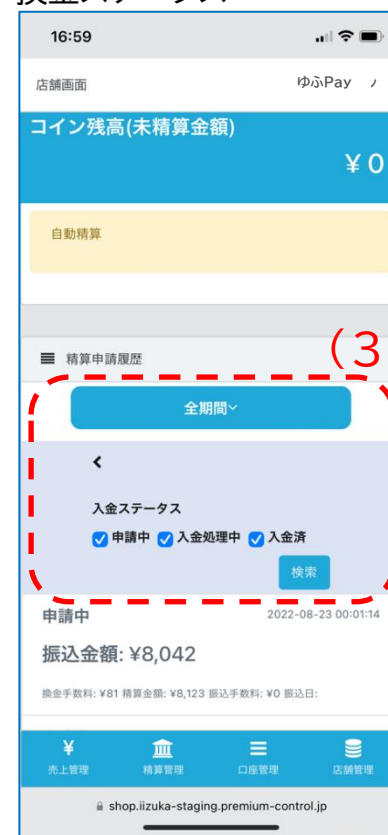 16:59
店舗画面 ゆふPay
コイン残高(未精算金額)
¥0
自動精算
精算申請履歴
(3
全期間
入金ステータス
申請中 入金処理中 入金済
検索
申請中 2022-08-23 00:01:14
振込金額: ¥8,042
換金手数料: ¥81 精算金額: ¥8,123 振込手数料: ¥0 振込日:
¥
売上管理 精算管理 口座管理 店舗管理
shop.iizuka-staging.premium-control.jp